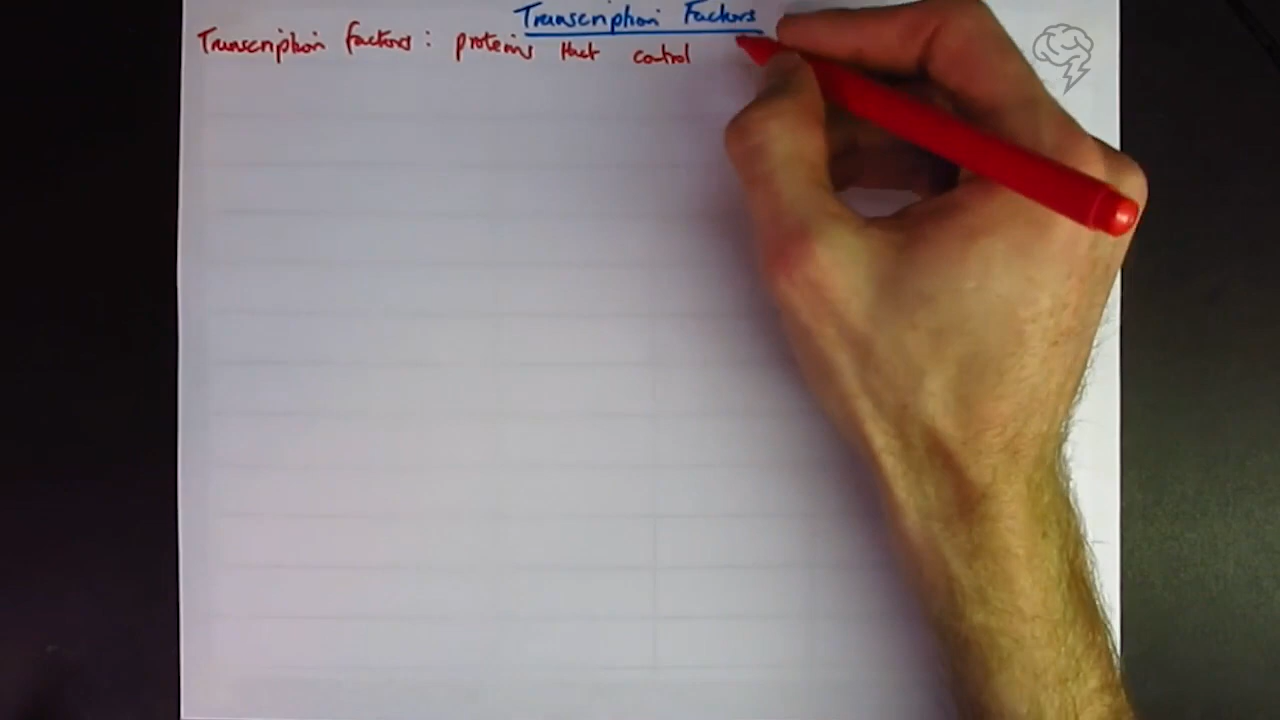 Transcription Factors
Transcription factors : proteins that control